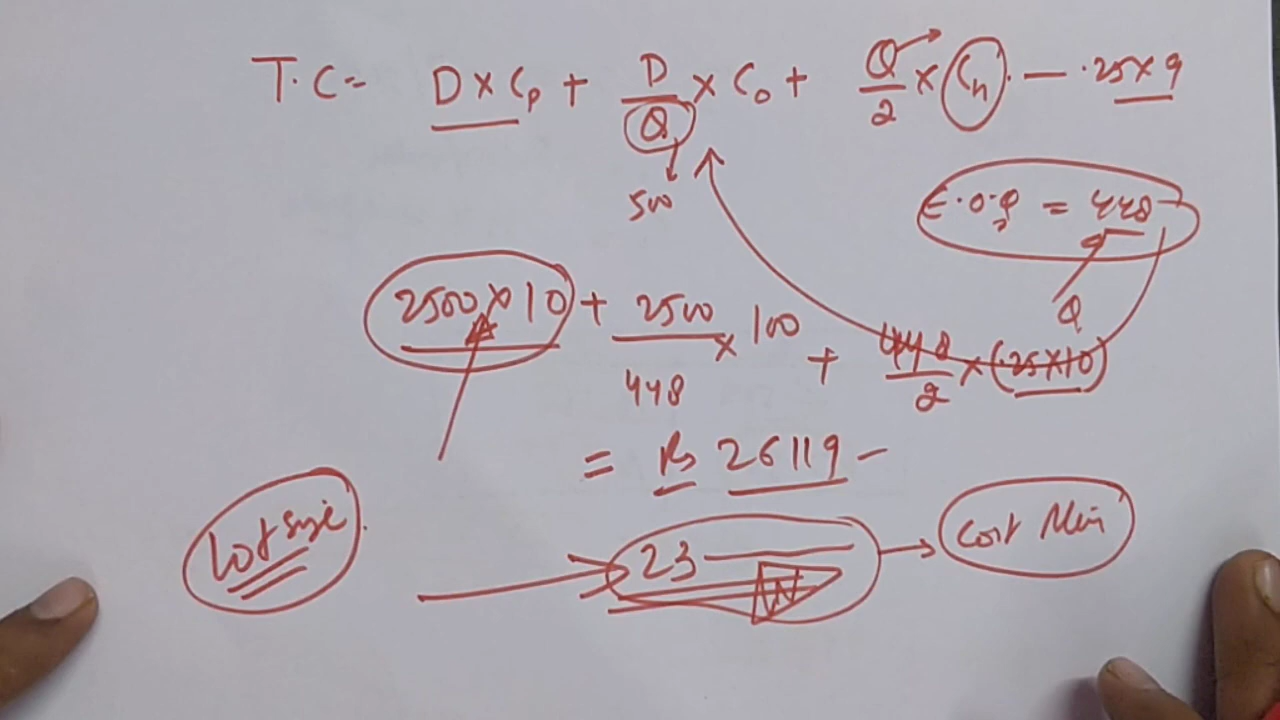 T.C = D × Cp + D/Q × Co + Q/2 × Ch - .25 × 9
500
E.O.Q = 448
Q
2500 × 10 + 2500/448 × 100 + 448/2 × (.25 × 10)
= Rs 26119 -
Lot size.
23
Cost Min